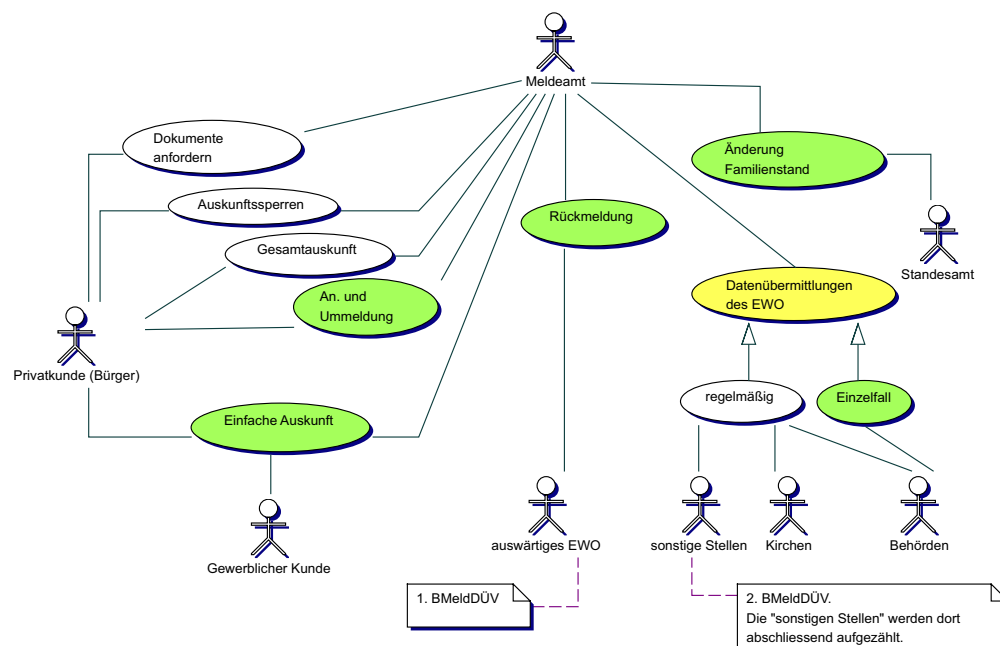 Meldeamt
Dokumente
anfordern
Änderung
Familienstand
Auskunftssperren
Rückmeldung
Gesamtauskunft
Standesamt
An. und
Ummeldung
Datenübermittlungen
des EWO
Privatkunde (Bürger)
regelmäßig
Einzelfall
Einfache Auskunft
auswärtiges EWO
sonstige Stellen
Kirchen
Behörden
Gewerblicher Kunde
1. BMeldDÜV
2. BMeldDÜV.
Die "sonstigen Stellen" werden dort
abschliessend aufgezählt.